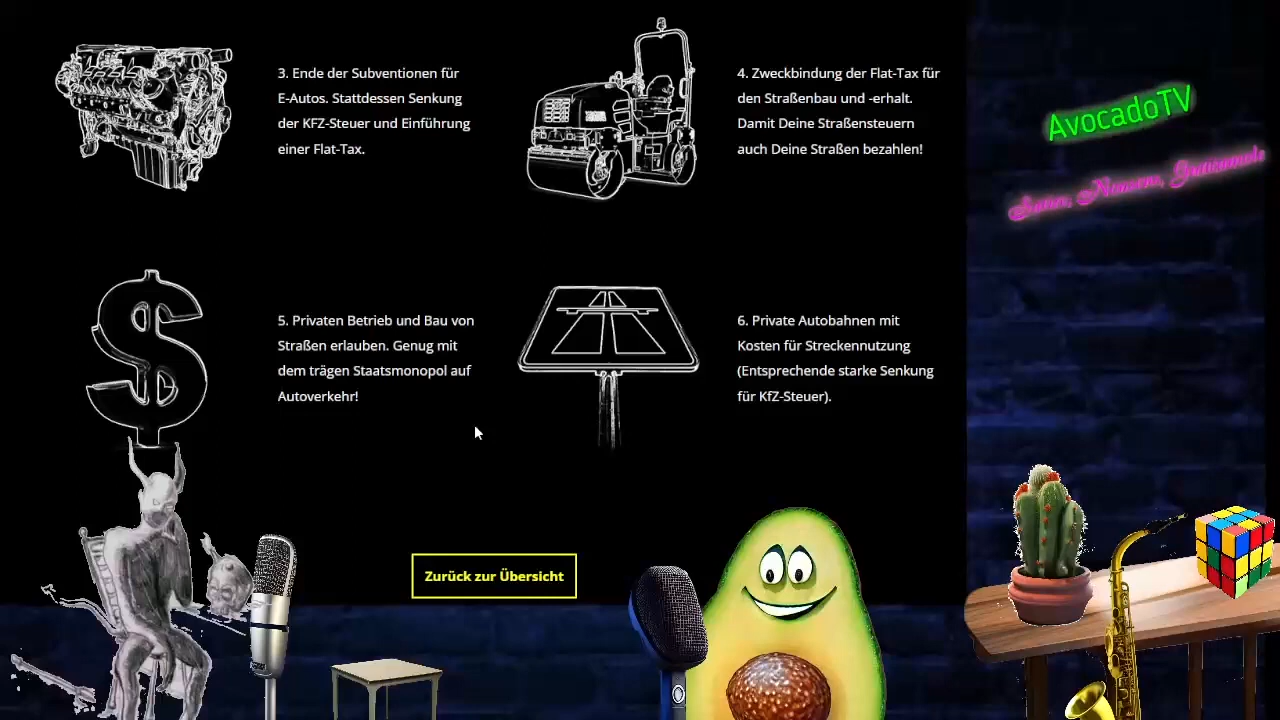 3. Ende der Subventionen für
E-Autos. Stattdessen Senkung
der KFZ-Steuer und Einführung
einer Flat-Tax.
4. Zweckbindung der Flat-Tax für
den Straßenbau und -erhalt.
Damit Deine Straßensteuern
auch Deine Straßen bezahlen!
5. Privaten Betrieb und Bau von
Straßen erlauben. Genug mit
dem trägen Staatsmonopol auf
Autoverkehr!
6. Private Autobahnen mit
Kosten für Streckennutzung
(Entsprechende starke Senkung
für KfZ-Steuer).
Zurück zur Übersicht
AvocadoTV